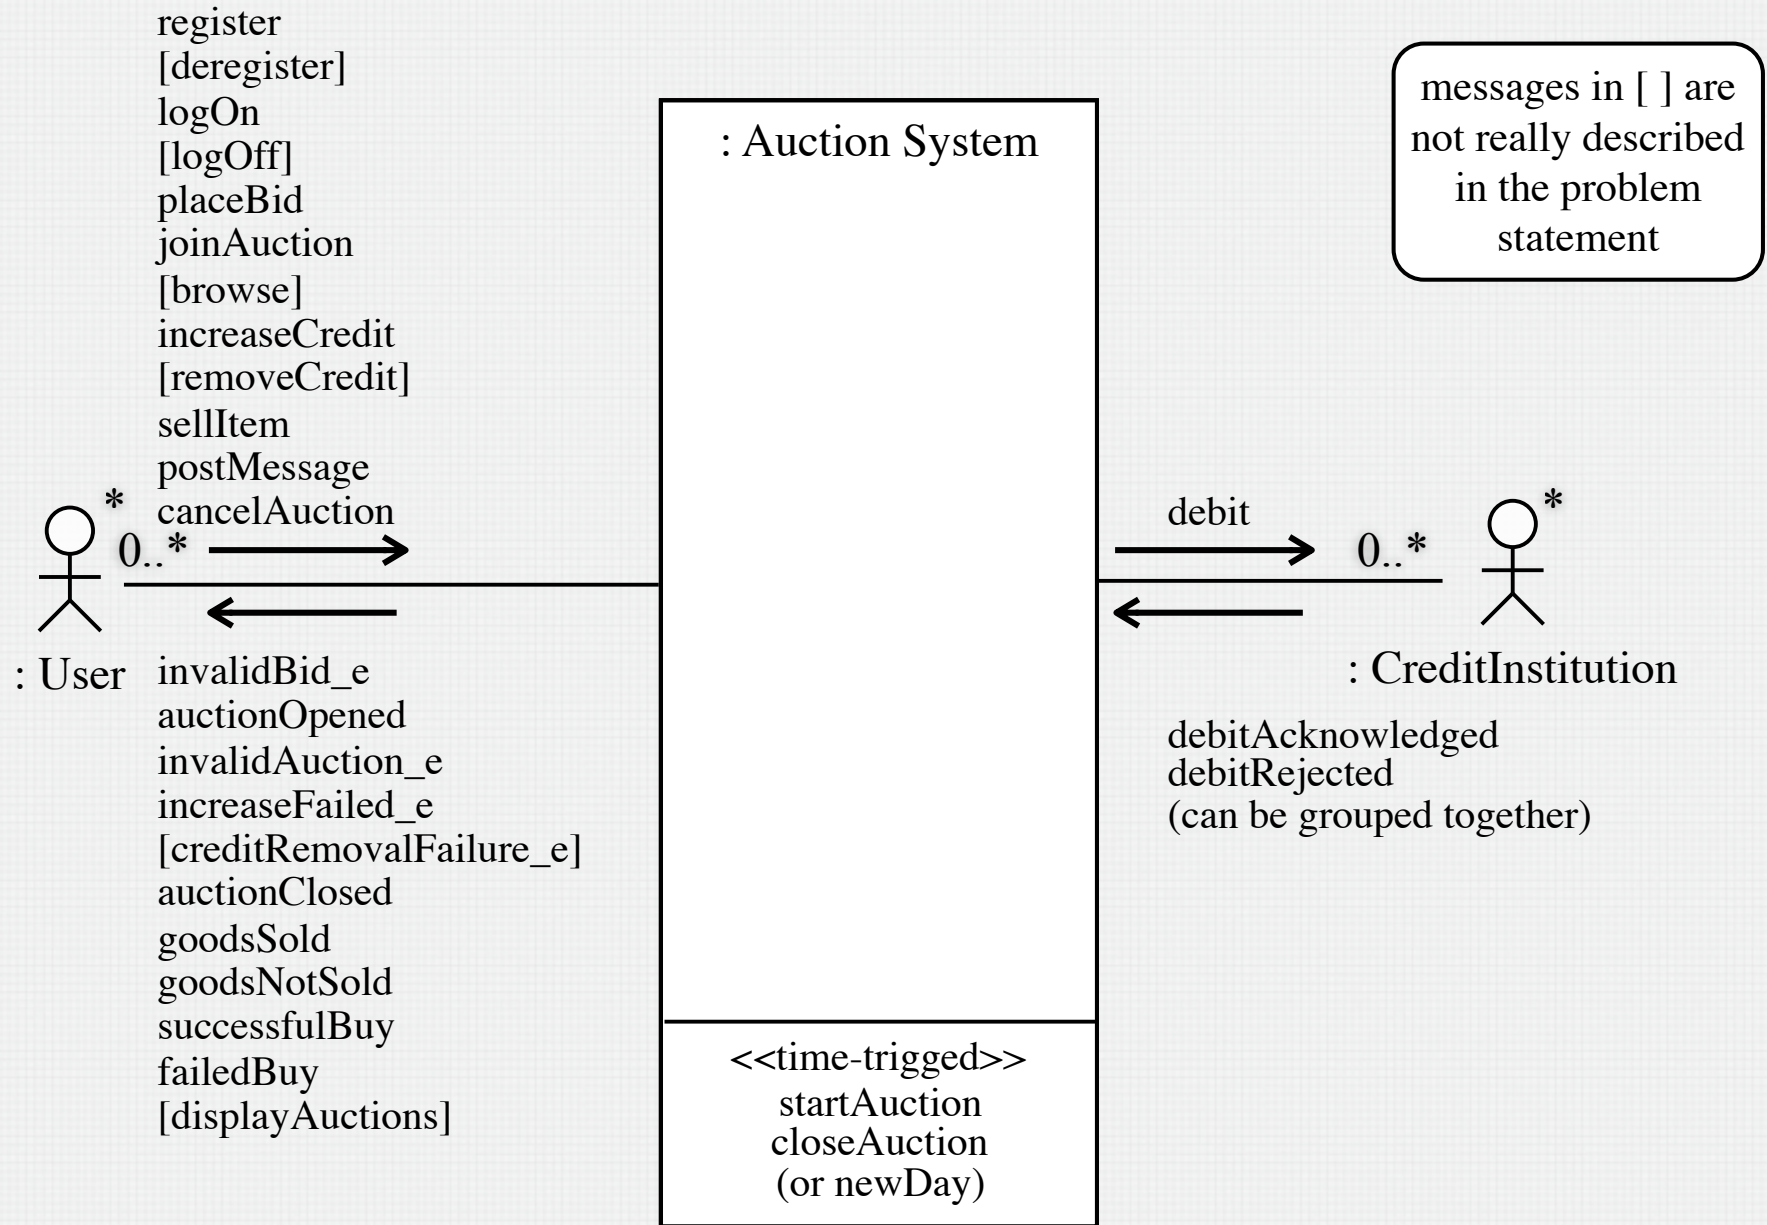 register
[deregister]
logOn
[logOff]
placeBid
joinAuction
[browse]
increaseCredit
[removeCredit]
sellItem
postMessage
cancelAuction
*
0..*
: User
invalidBid_e
auctionOpened
invalidAuction_e
increaseFailed_e
[creditRemovalFailure_e]
auctionClosed
goodsSold
goodsNotSold
successfulBuy
failedBuy
[displayAuctions]
: Auction System
<<time-trigged>>
startAuction
closeAuction
(or newDay)
messages in [ ] are
not really described
in the problem
statement
debit
0..*
*
: CreditInstitution
debitAcknowledged
debitRejected
(can be grouped together)